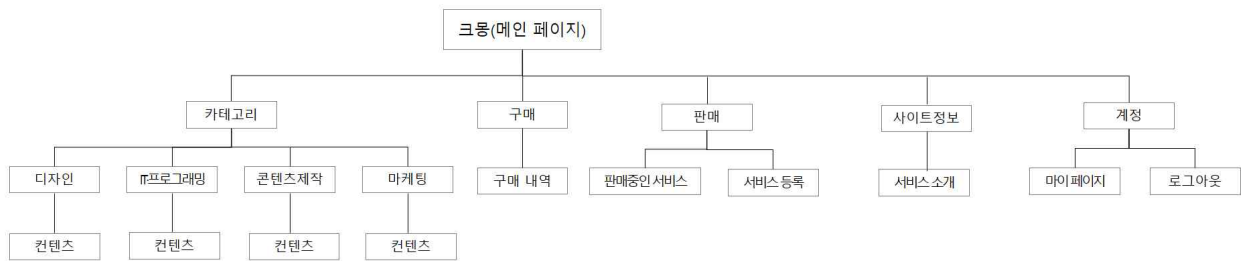 크몽(메인 페이지)
카테고리
구매
판매
사이트정보
계정
디자인
IT프로그래밍
콘텐츠제작
마케팅
구매 내역
판매중인 서비스
서비스 등록
서비스 소개
마이 페이지
로그아웃
컨텐츠
컨텐츠
컨텐츠
컨텐츠